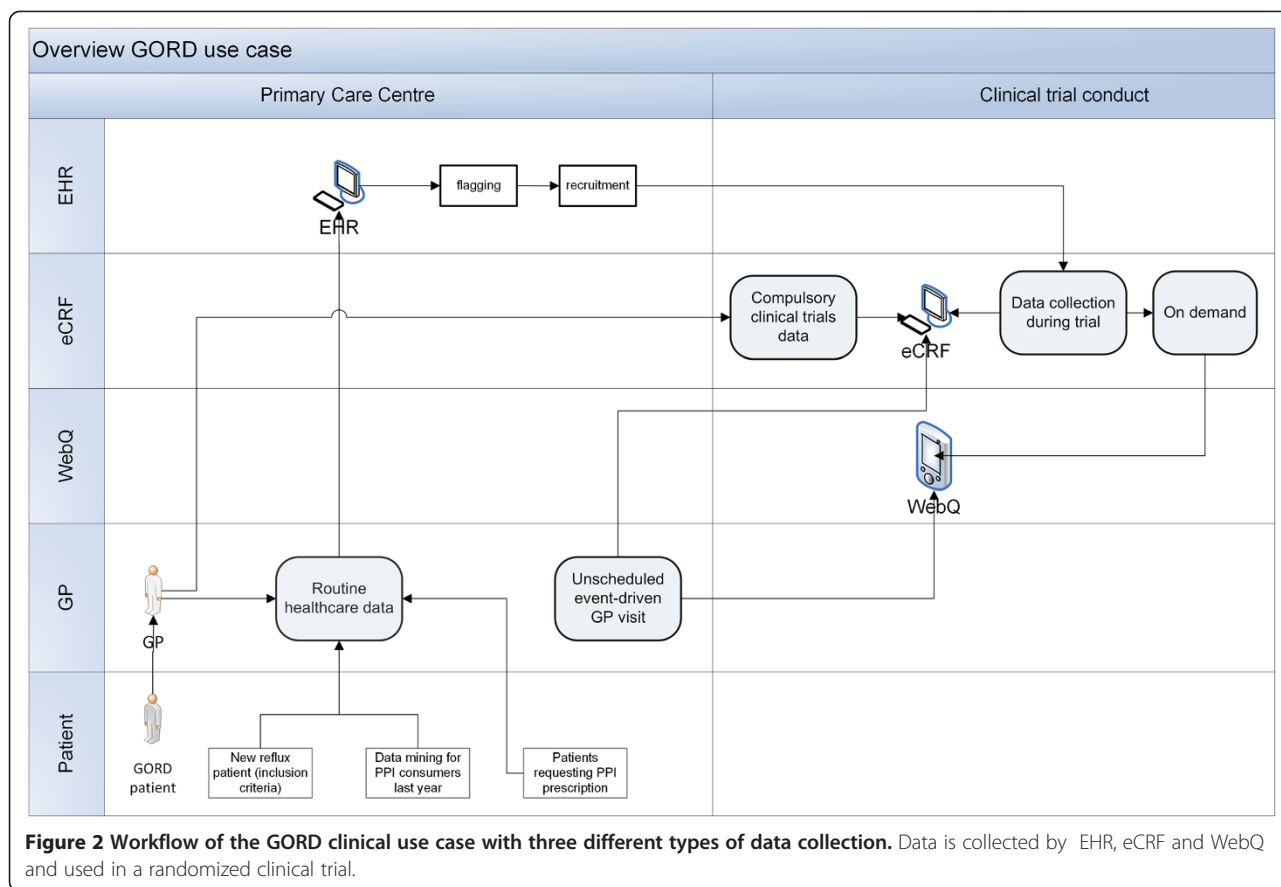 Overview GORD use case
Primary Care Centre
Clinical trial conduct
EHR
EHR
flagging
recruitment
eCRF
Compulsory
clinical trials
data
eCRF
Data collection
during trial
On demand
WebQ
WebQ
GP
GP
Routine
healthcare data
Unscheduled
event-driven
GP visit
Patient
GORD
patient
New reflux
patient (inclusion
criteria)
Data mining for
PPI consumers
last year
Patients
requesting PPI
prescription
Figure 2 Workflow of the GORD clinical use case with three different types of data collection. Data is collected by EHR, eCRF and WebQ
and used in a randomized clinical trial.